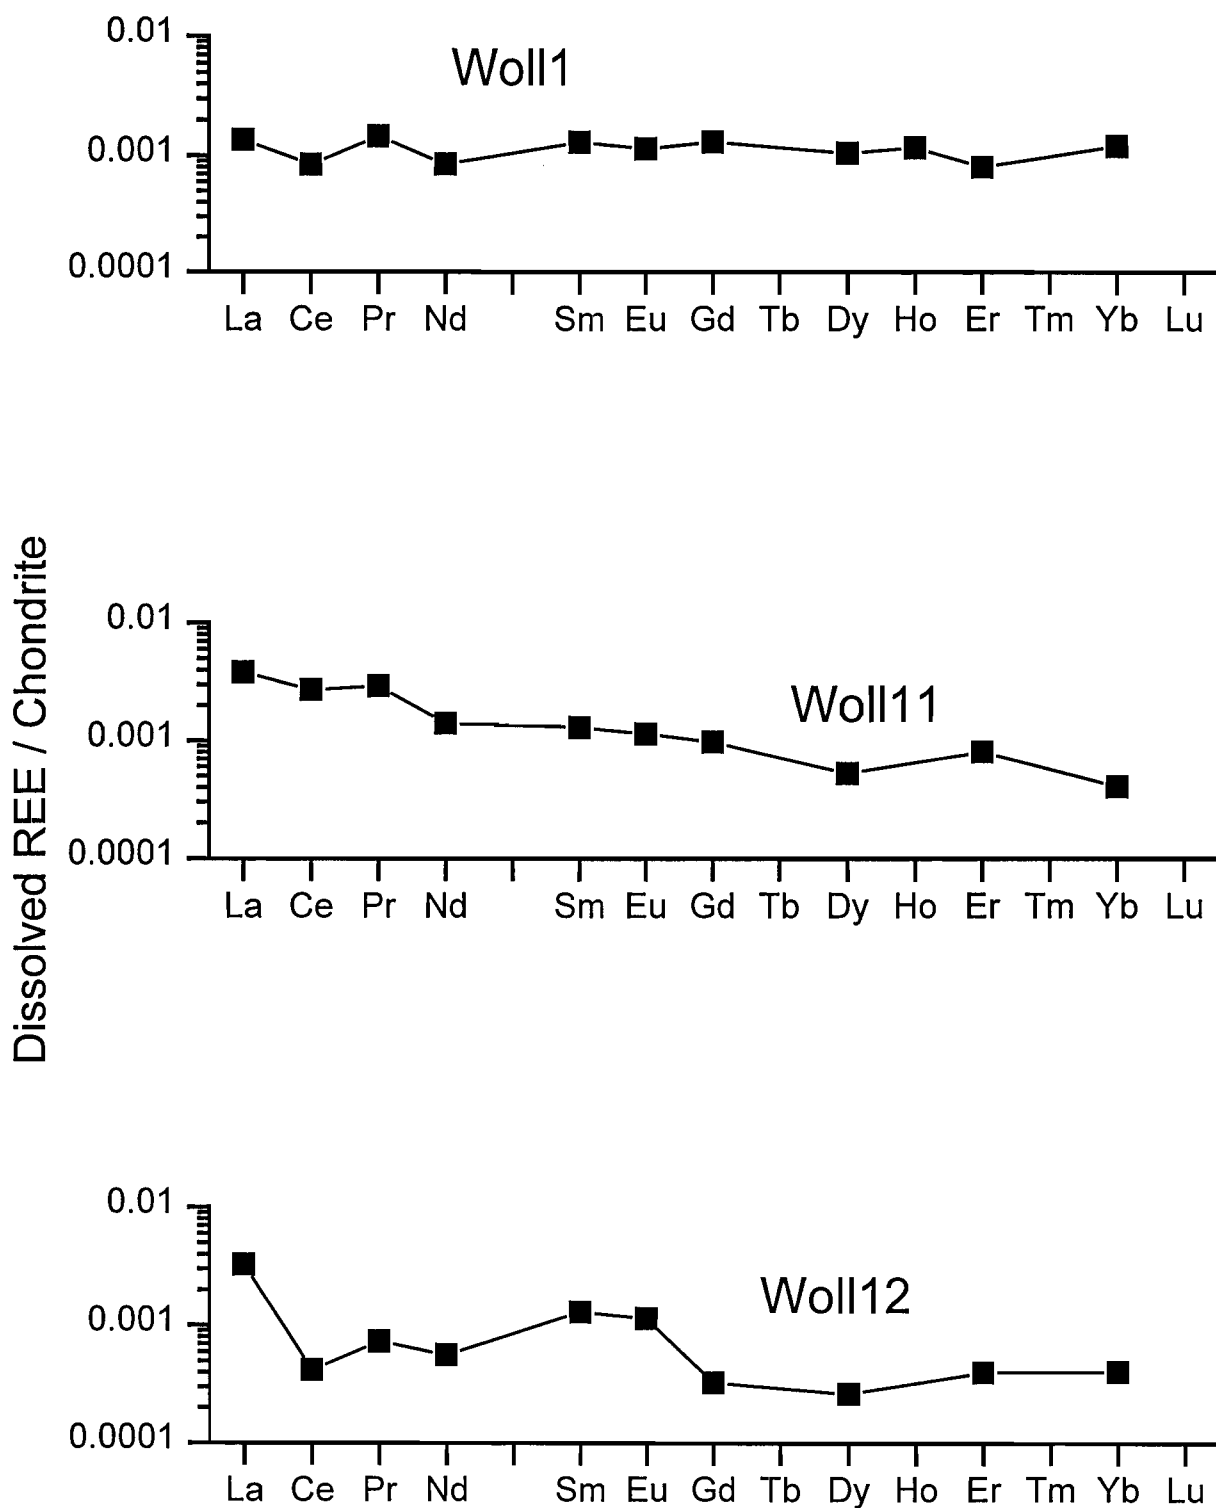 Dissolved REE / Chondrite
0.01
Woll1
0.001
0.0001
La Ce Pr Nd Sm Eu Gd Tb Dy Ho Er Tm Yb Lu
0.01
Woll11
0.001
0.0001
La Ce Pr Nd Sm Eu Gd Tb Dy Ho Er Tm Yb Lu
0.01
Woll12
0.001
0.0001
La Ce Pr Nd Sm Eu Gd Tb Dy Ho Er Tm Yb Lu